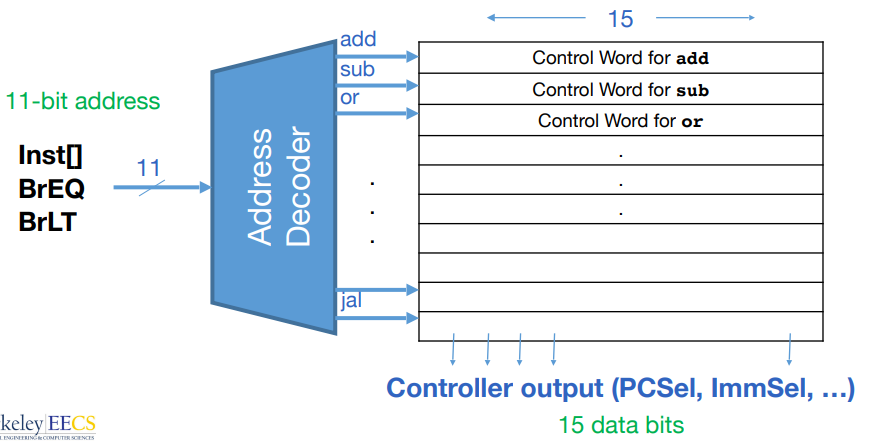 15
add
Control Word for add
sub
Control Word for sub
or
Control Word for or
11-bit address
Inst[]
BrEQ
BrLT
11
Address
Decoder
.
.
.
.
.
.
jal
Controller output (PCSel, ImmSel, …)
15 data bits
keley EECS
ENGINEERING & COMPUTER SCIENCES